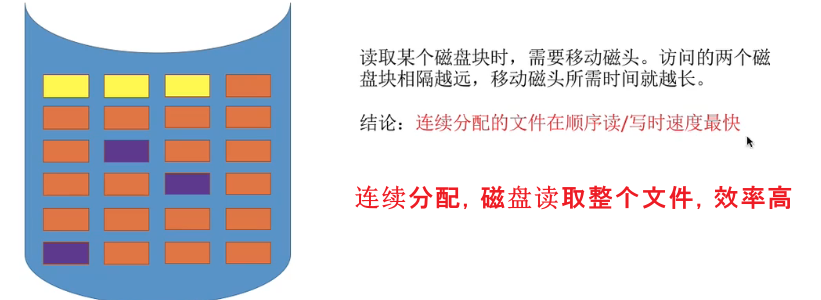 读取某个磁盘块时，需要移动磁头。访问的两个磁
盘块相隔越远，移动磁头所需时间就越长。
结论：连续分配的文件在顺序读/写时速度最快
连续分配，磁盘读取整个文件，效率高